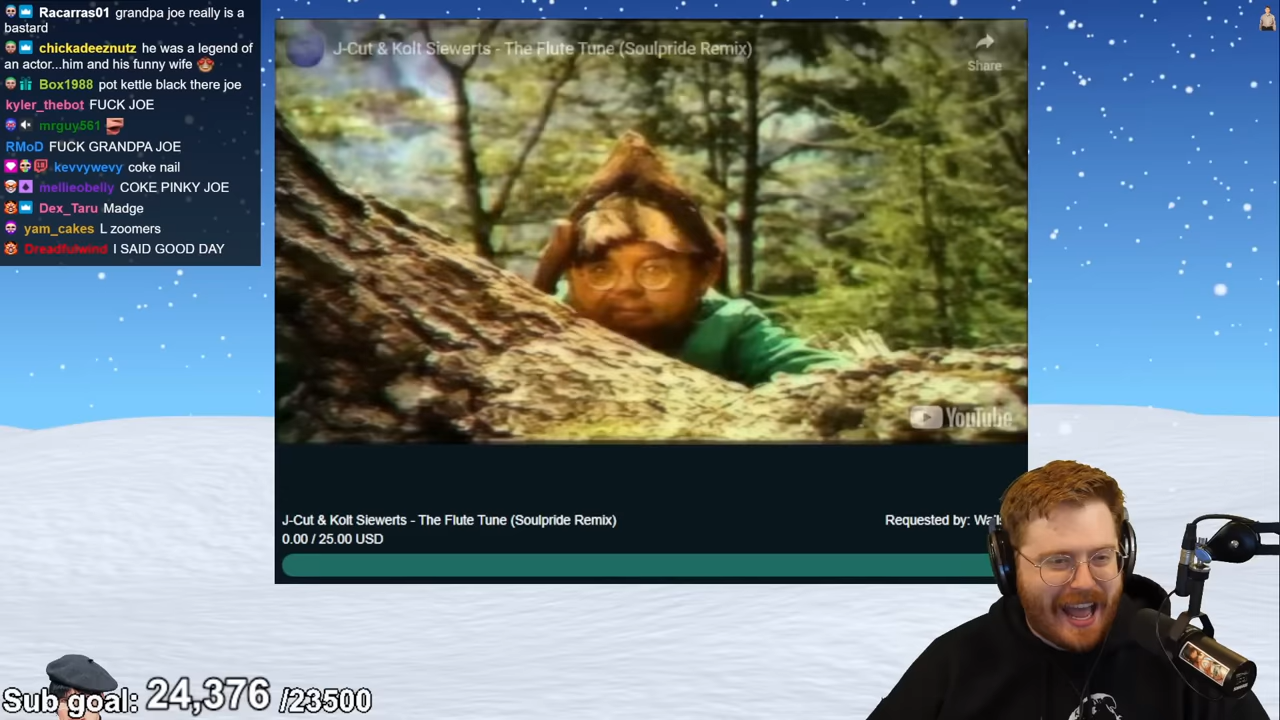 Racarras01 grandpa joe really is a
bastard
chickadeeznutz he was a legend of
an actor...him and his funny wife
Box1988 pot kettle black there joe
kyler_thebot FUCK JOE
mrguy561
RMoD FUCK GRANDPA JOE
kevvywevy coke nail
mellieobelly COKE PINKY JOE
Dex_Taru Madge
yam_cakes L zoomers
Dreadfulwind I SAID GOOD DAY
J-Cut & Kolt Siewerts - The Flute Tune (Soulpride Remix)
Share
YouTube
J-Cut & Kolt Siewerts - The Flute Tune (Soulpride Remix)
Requested by:
0.00 / 25.00 USD
Sub goal: 24,376 /23500